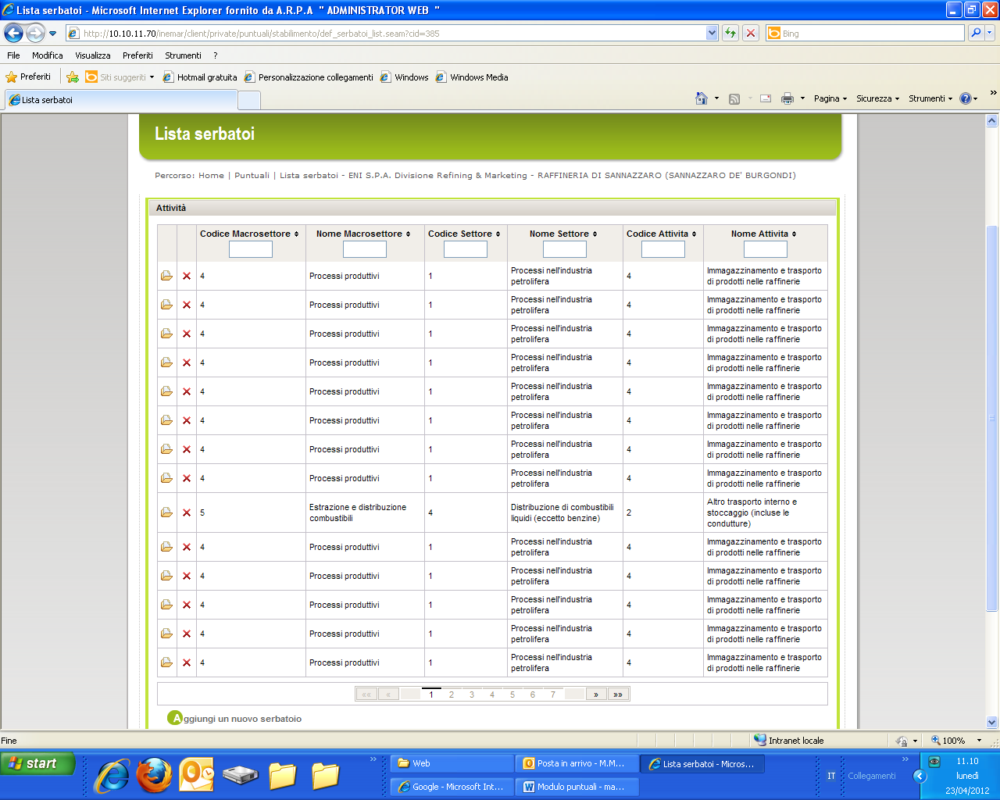 Lista serbatoi - Microsoft Internet Explorer fornito da A.R.P.A " ADMINISTRATOR WEB "
http://10.10.11.70/inemar/client/private/puntuali/stabilimento/def_serbatoi_list.seam?cid=385
Bing
File Modifica Visualizza Preferiti Strumenti ?
Preferiti Siti suggeriti Hotmail gratuita Personalizzazione collegamenti Windows Windows Media
Lista serbatoi Pagina Sicurezza Strumenti »
Lista serbatoi
Percorso: Home | Puntuali | Lista serbatoi - ENI S.P.A. Divisione Refining & Marketing - RAFFINERIA DI SANNAZZARO (SANNAZZARO DE' BURGONDI)
Attività
Codice Macrosettore Nome Macrosettore Codice Settore Nome Settore Codice Attivita Nome Attivita
4 Processi produttivi 1 Processi nell'industria petrolifera 4 Immagazzinamento e trasporto di prodotti nelle raffinerie
4 Processi produttivi 1 Processi nell'industria petrolifera 4 Immagazzinamento e trasporto di prodotti nelle raffinerie
4 Processi produttivi 1 Processi nell'industria petrolifera 4 Immagazzinamento e trasporto di prodotti nelle raffinerie
4 Processi produttivi 1 Processi nell'industria petrolifera 4 Immagazzinamento e trasporto di prodotti nelle raffinerie
4 Processi produttivi 1 Processi nell'industria petrolifera 4 Immagazzinamento e trasporto di prodotti nelle raffinerie
4 Processi produttivi 1 Processi nell'industria petrolifera 4 Immagazzinamento e trasporto di prodotti nelle raffinerie
4 Processi produttivi 1 Processi nell'industria petrolifera 4 Immagazzinamento e trasporto di prodotti nelle raffinerie
4 Processi produttivi 1 Processi nell'industria petrolifera 4 Immagazzinamento e trasporto di prodotti nelle raffinerie
5 Estrazione e distribuzione combustibili 4 Distribuzione di combustibili liquidi (eccetto benzine) 2 Altro trasporto interno e stoccaggio (incluse le condutture)
4 Processi produttivi 1 Processi nell'industria petrolifera 4 Immagazzinamento e trasporto di prodotti nelle raffinerie
4 Processi produttivi 1 Processi nell'industria petrolifera 4 Immagazzinamento e trasporto di prodotti nelle raffinerie
4 Processi produttivi 1 Processi nell'industria petrolifera 4 Immagazzinamento e trasporto di prodotti nelle raffinerie
4 Processi produttivi 1 Processi nell'industria petrolifera 4 Immagazzinamento e trasporto di prodotti nelle raffinerie
4 Processi produttivi 1 Processi nell'industria petrolifera 4 Immagazzinamento e trasporto di prodotti nelle raffinerie
«« « 1 2 3 4 5 6 7 » »»
Aggiungi un nuovo serbatoio
Fine Intranet locale 100%
start » Web Posta in arrivo - M.M... Lista serbatoi - Micros... » 11.10
IT Collegamenti lunedì
Google - Microsoft Int... Modulo puntuali - ma... 23/04/2012